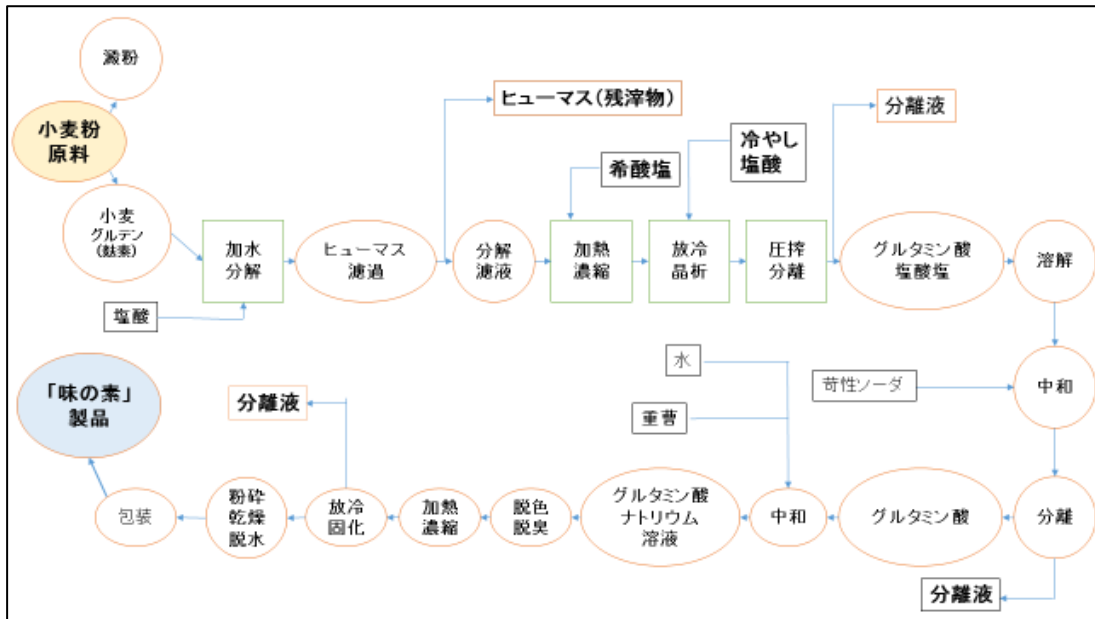 澱粉
小麦粉
原料
小麦
グルテン
(麩素)
塩酸
加水
分解
ヒューマス
濾過
ヒューマス(残滓物)
分解
濾液
希酸塩
加熱
濃縮
冷やし
塩酸
放冷
晶析
圧搾
分離
分離液
グルタミン酸
塩酸塩
溶解
苛性ソーダ
中和
分離
分離液
グルタミン酸
水
重曹
中和
グルタミン酸
ナトリウム
溶液
脱色
脱臭
加熱
濃縮
分離液
放冷
固化
粉砕
乾燥
脱水
包装
「味の素」
製品